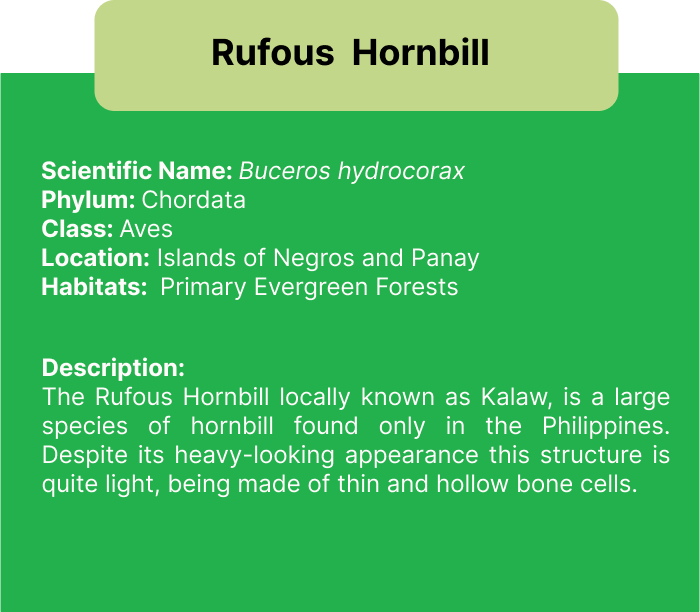 Rufous Hornbill
Scientific Name: Buceros hydrocorax
Phylum: Chordata
Class: Aves
Location: Islands of Negros and Panay
Habitats: Primary Evergreen Forests
Description:
The Rufous Hornbill locally known as Kalaw, is a large
species of hornbill found only in the Philippines.
Despite its heavy-looking appearance this structure is
quite light, being made of thin and hollow bone cells.